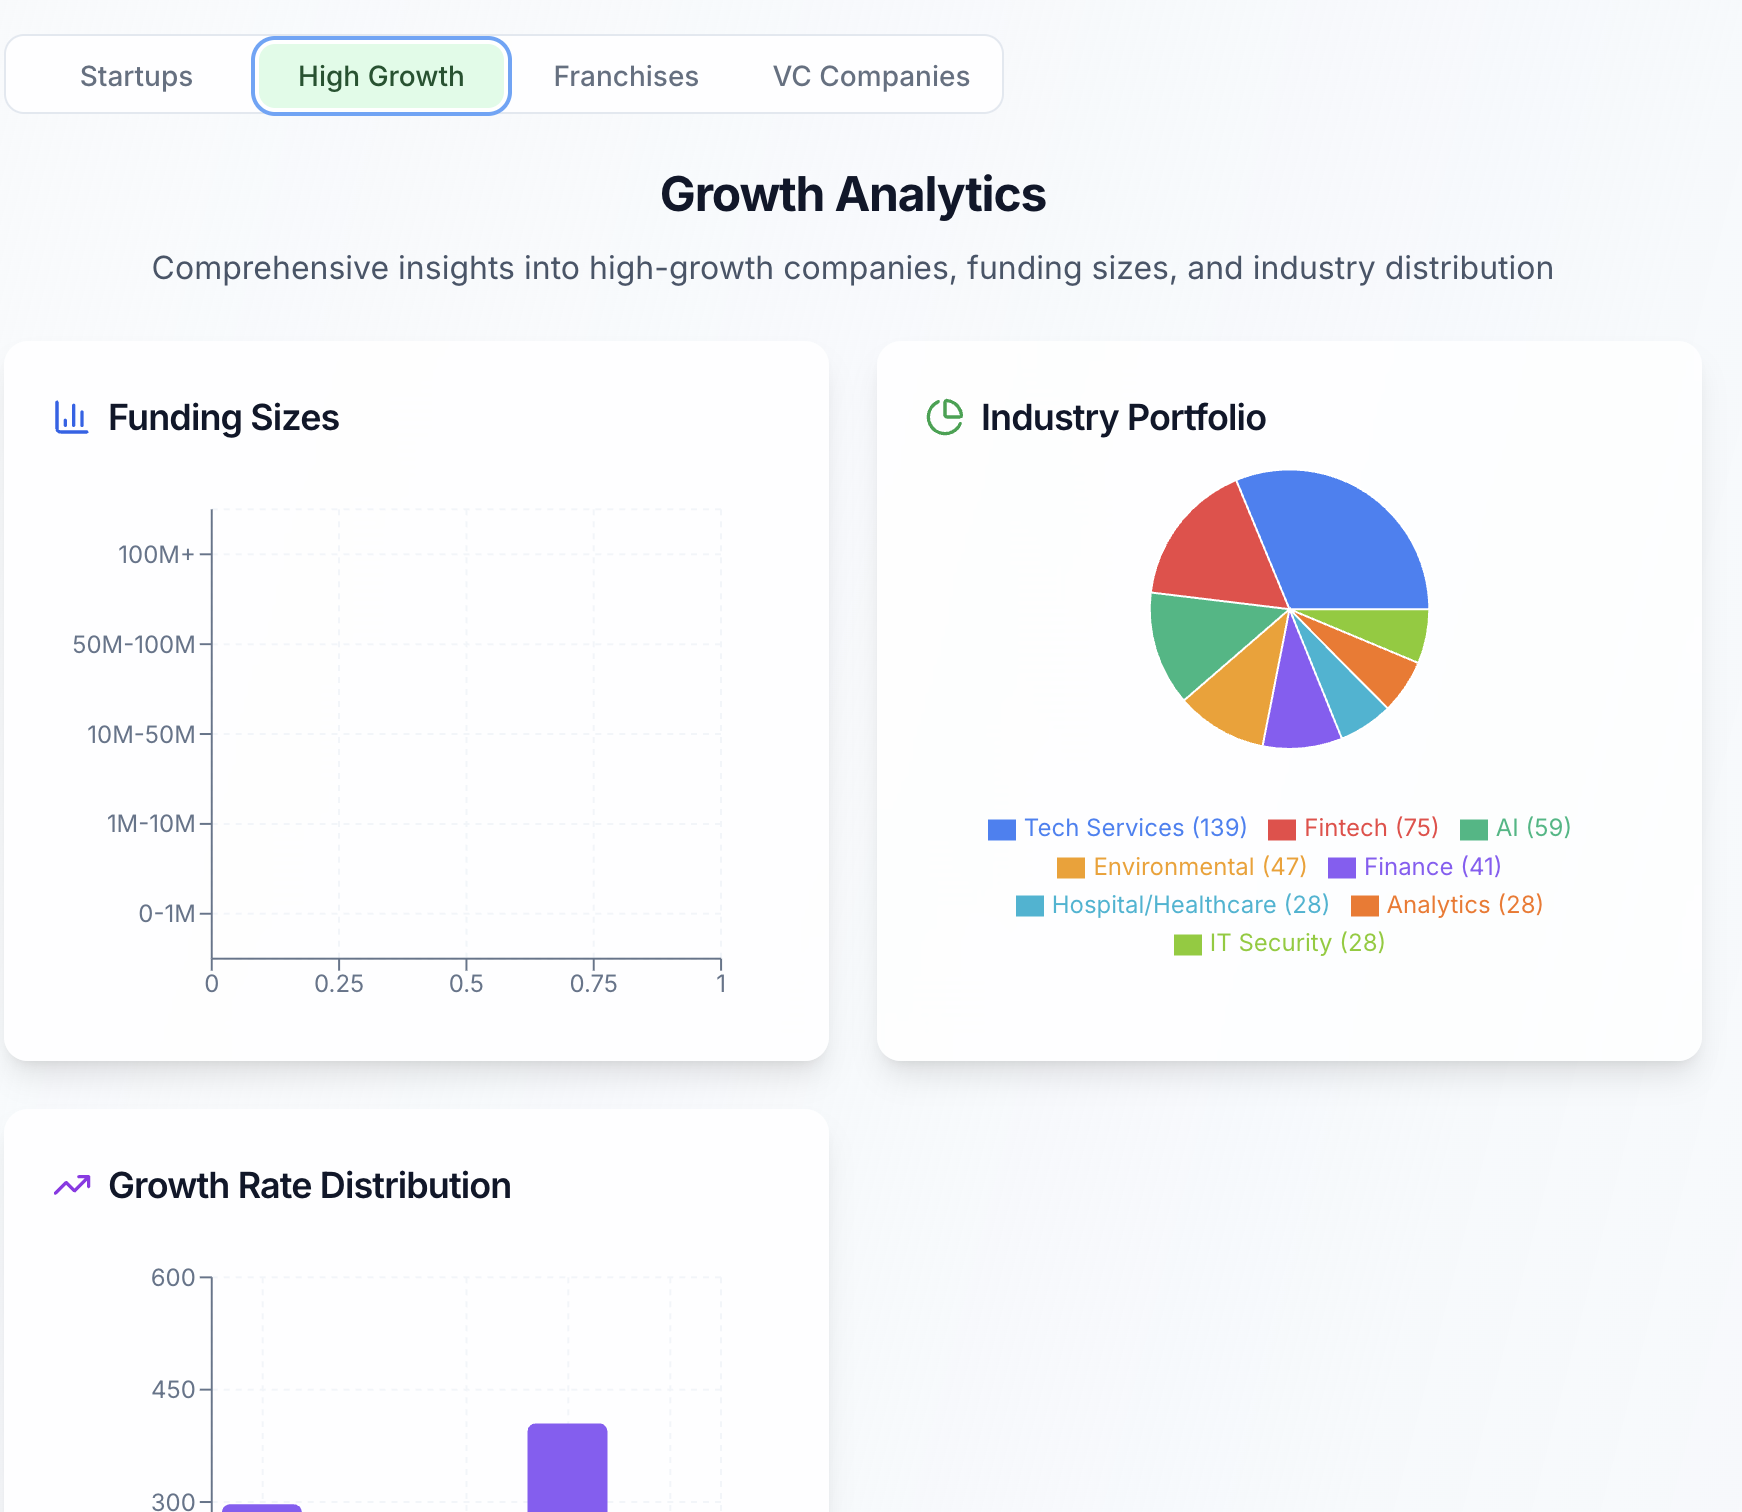 Startups High Growth Franchises VC Companies
Growth Analytics
Comprehensive insights into high-growth companies, funding sizes, and industry distribution
Funding Sizes
100M+
50M-100M
10M-50M
1M-10M
0-1M
0 0.25 0.5 0.75 1
Industry Portfolio
Tech Services (139) Fintech (75) AI (59)
Environmental (47) Finance (41)
Hospital/Healthcare (28) Analytics (28)
IT Security (28)
Growth Rate Distribution
600
450
300